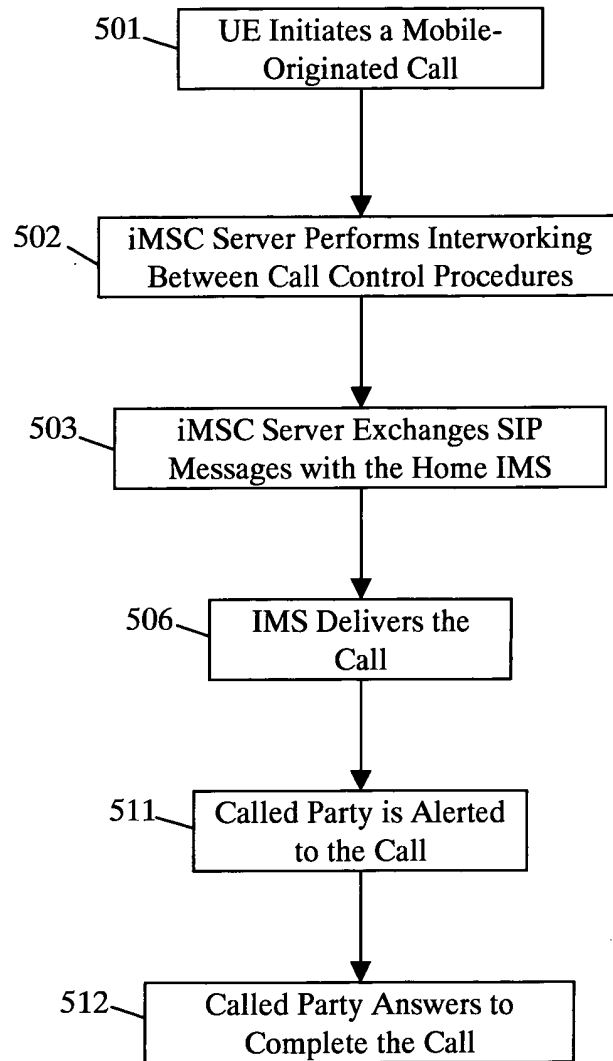 501
UE Initiates a Mobile-
Originated Call
502
iMSC Server Performs Interworking
Between Call Control Procedures
503
iMSC Server Exchanges SIP
Messages with the Home IMS
506
IMS Delivers the
Call
511
Called Party is Alerted
to the Call
512
Called Party Answers to
Complete the Call